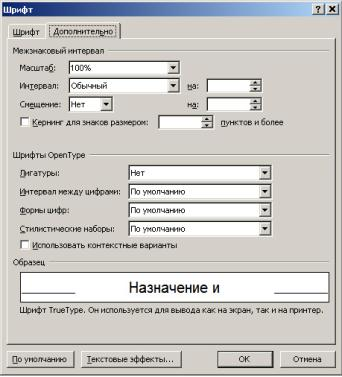 Шрифт
Шрифт Дополнительно
Межзнаковый интервал
Масштаб: 100%
Интервал: Обычный на:
Смещение: Нет на:
Кернинг для знаков размером: пунктов и более
Шрифты OpenType
Лигатуры: Нет
Интервал между цифрами: По умолчанию
Формы цифр: По умолчанию
Стилистические наборы: По умолчанию
Использовать контекстные варианты
Образец
Назначение и
Шрифт TrueType. Он используется для вывода как на экран, так и на принтер.
По умолчанию Текстовые эффекты... ОК Отмена